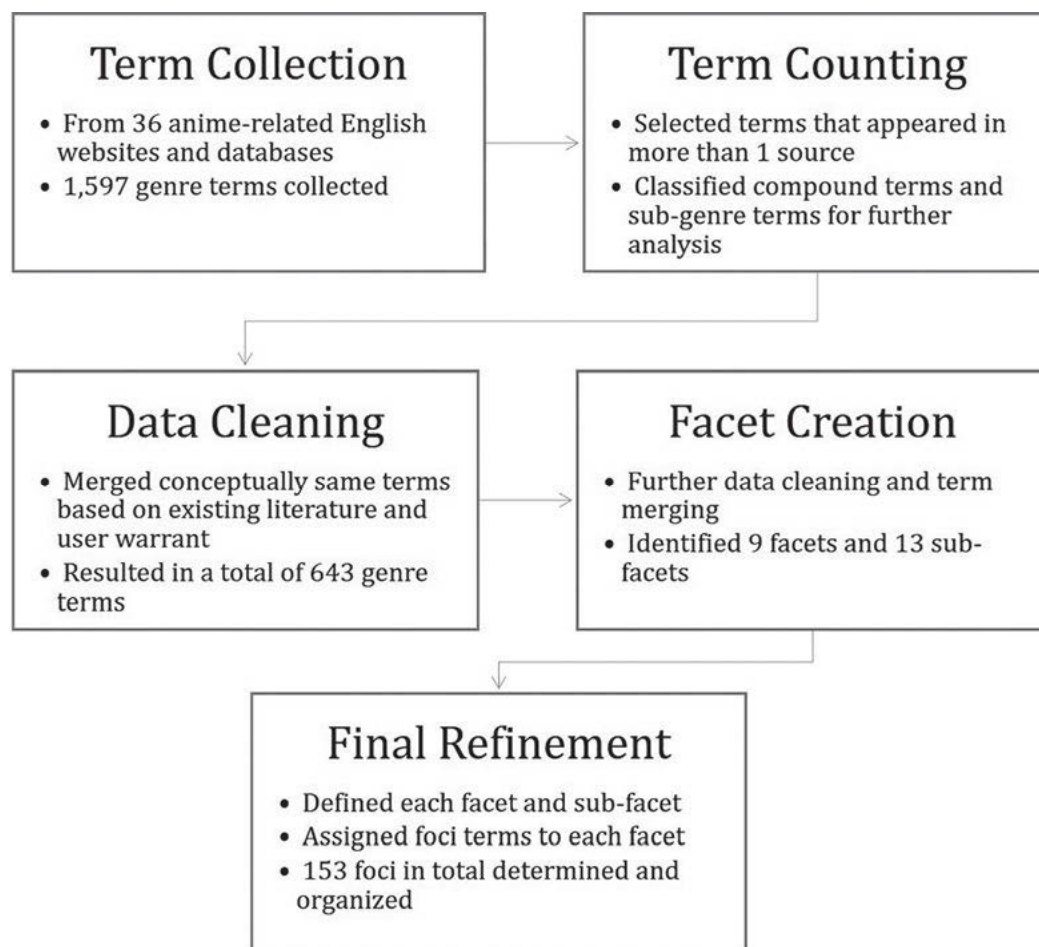 Term Collection
• From 36 anime-related English
websites and databases
• 1,597 genre terms collected
Term Counting
• Selected terms that appeared in
more than 1 source
• Classified compound terms and
sub-genre terms for further
analysis
Data Cleaning
• Merged conceptually same terms
based on existing literature and
user warrant
• Resulted in a total of 643 genre
terms
Facet Creation
• Further data cleaning and term
merging
• Identified 9 facets and 13 sub-
facets
Final Refinement
• Defined each facet and sub-facet
• Assigned foci terms to each facet
• 153 foci in total determined and
organized